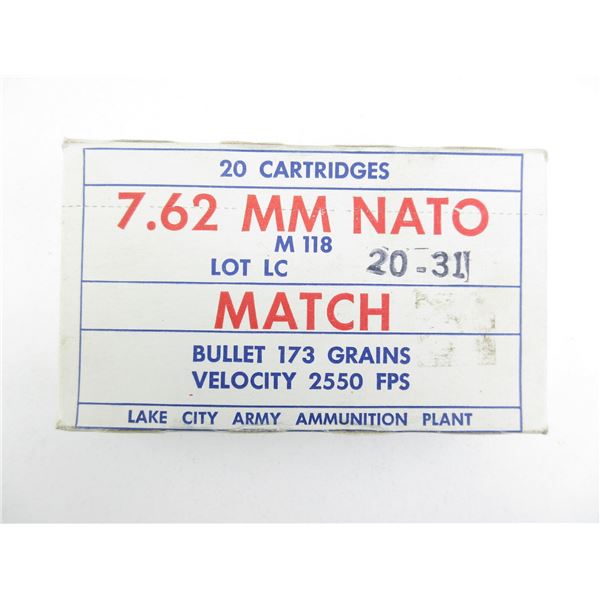 20 CARTRIDGES
7.62 MM NATO
M 118
LOT LC 20-31
MATCH
BULLET 173 GRAINS
VELOCITY 2550 FPS
LAKE CITY ARMY AMMUNITION PLANT